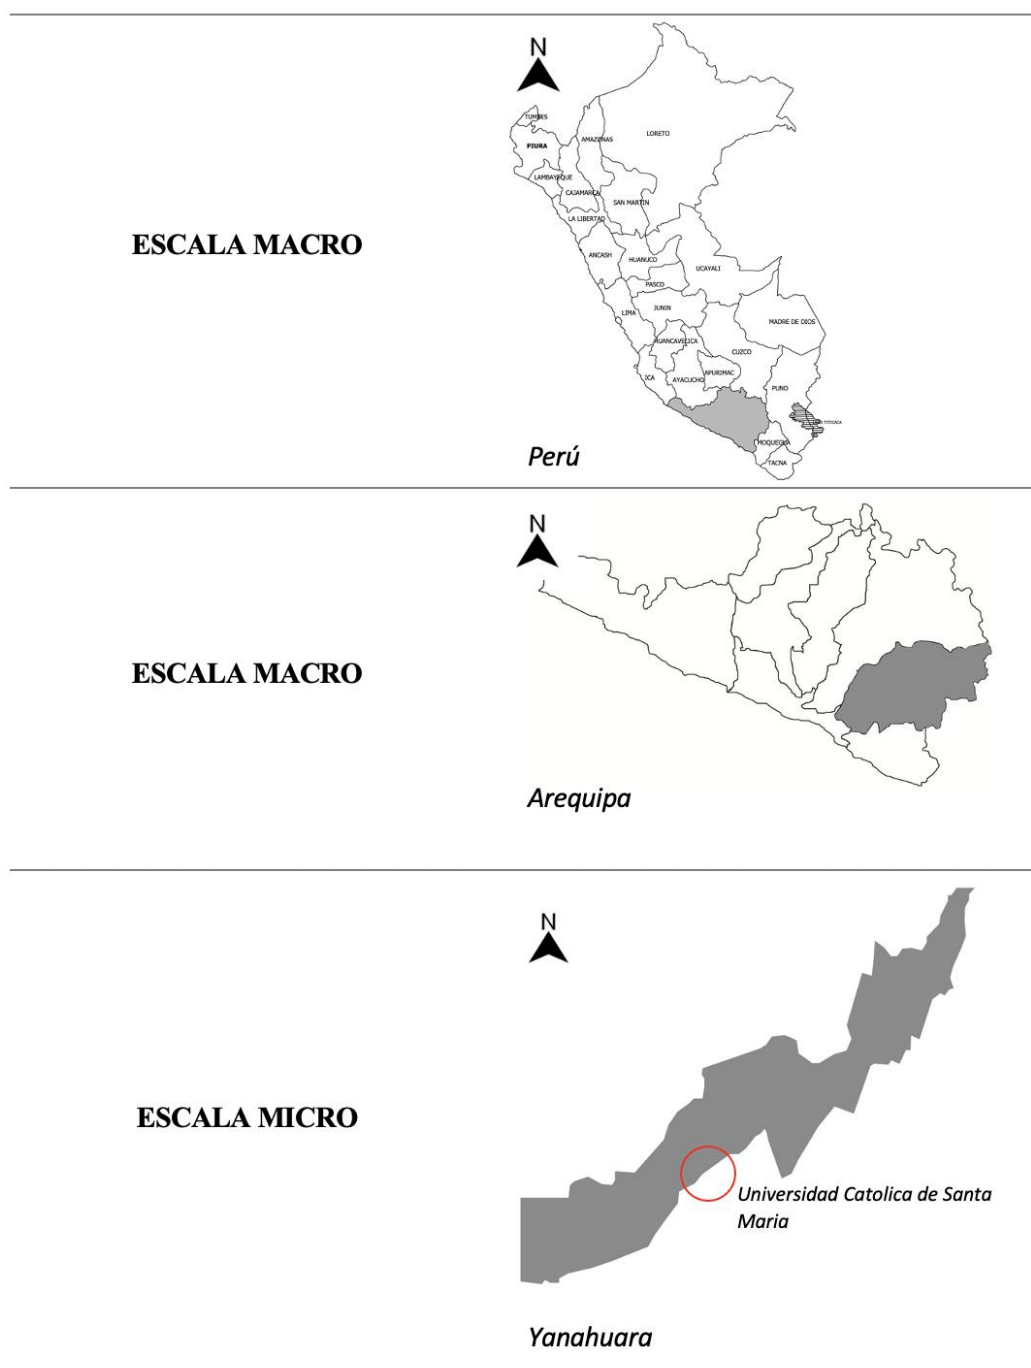 ESCALA MACRO
N
TUMBES
PIURA
LAMBAYEQUE
AMAZONAS
LORETO
CAJAMARCA
SAN MARTIN
LA LIBERTAD
ANCASH
HUANUCO
UCAYALI
PASCO
LIMA
JUNIN
MADRE DE DIOS
HUANCAVELICA
CUZCO
ICA
AYACUCHO
APURIMAC
PUNO
TITICACA
MOQUEGUA
TACNA
Perú
ESCALA MACRO
N
Arequipa
ESCALA MICRO
N
Universidad Catolica de Santa
Maria
Yanahuara